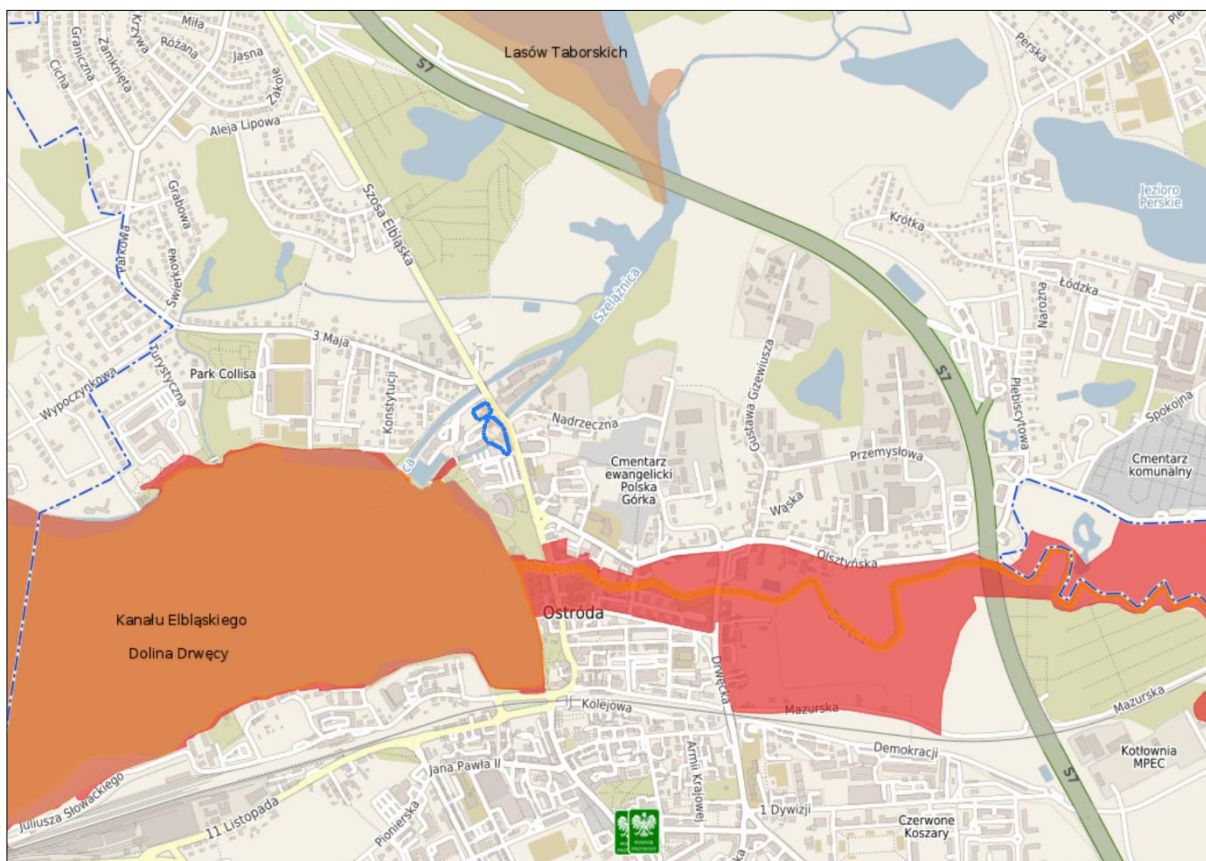 Miła
Krzywa
Graniczna
Zamknięta
Różana
Cicha
Jasna
Zakole
Aleja Lipowa
Lasów Taborskich
S7
Perska
Jezioro
Perskie
Szosa Elbląska
Grabowa
Parkowa
Świerkowa
Krótka
Łódzka
Narożna
Szelążnica
3 Maja
Turystyczna
Park Collisa
Wypoczynkowa
Konstytucji
Nadrzeczna
Gustawa Gizewiusza
S7
Plebiscytowa
Spokojna
Przemysłowa
Cmentarz
ewangelicki
Polska
Górka
Cmentarz
komunalny
Wąska
Olsztyńska
Ostróda
Kanału Elbląskiego
Dolina Drwęcy
Drwęca
Drwęcka
Kolejowa
Mazurska
Mazurska
Demokracji
Kotłownia
MPEC
Jana Pawła II
Armii Krajowej
S7
Juliusza Słowackiego
11 Listopada
Pionierska
1 Dywizji
Czerwone
Koszary